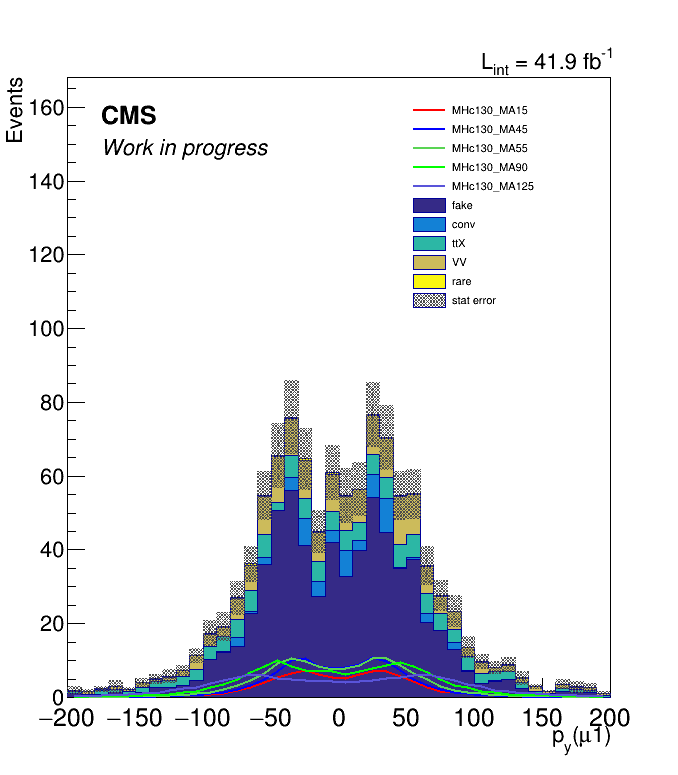 L_int = 41.9 fb^-1
Events
CMS
Work in progress
MHc130_MA15
MHc130_MA45
MHc130_MA55
MHc130_MA90
MHc130_MA125
fake
conv
ttX
VV
rare
stat error
160
140
120
100
80
60
40
20
0
−200 −150 −100 −50 0 50 100 150 200
p_y(μ1)